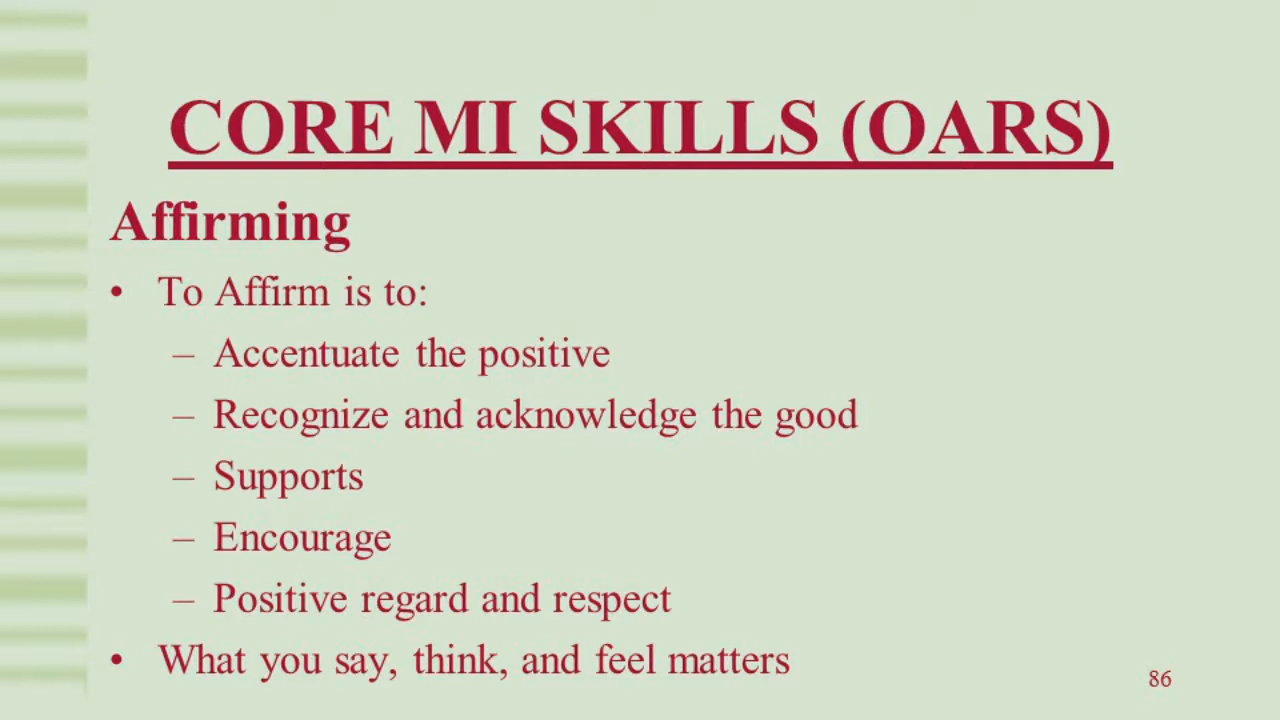 CORE MI SKILLS (OARS)
Affirming
• To Affirm is to:
– Accentuate the positive
– Recognize and acknowledge the good
– Supports
– Encourage
– Positive regard and respect
• What you say, think, and feel matters
86